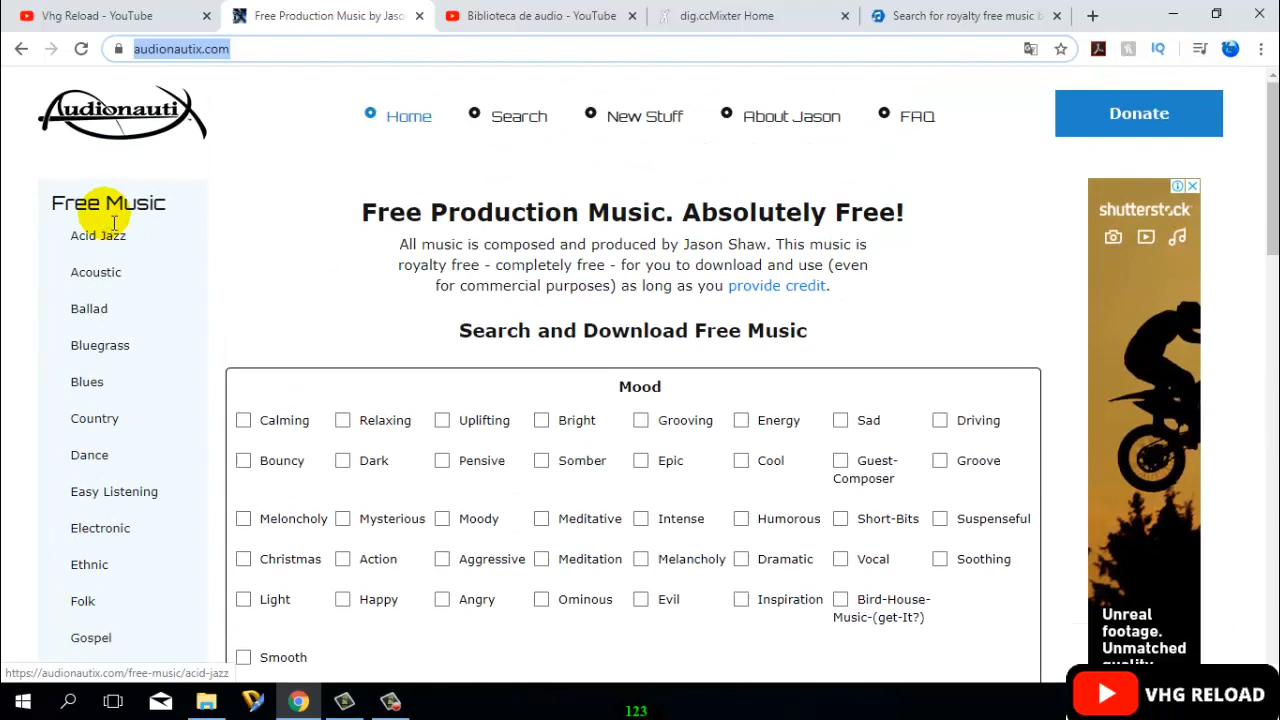 Vhg Reload - YouTube
Free Production Music by Jaso
Biblioteca de audio - YouTube
dig.ccMixter Home
Search for royalty free music b
audionautix.com
AudionautiX
Home
Search
New Stuff
About Jason
FAQ
Donate
Free Music
Acid Jazz
Acoustic
Ballad
Bluegrass
Blues
Country
Dance
Easy Listening
Electronic
Ethnic
Folk
Gospel
Free Production Music. Absolutely Free!
All music is composed and produced by Jason Shaw. This music is
royalty free - completely free - for you to download and use (even
for commercial purposes) as long as you provide credit.
Search and Download Free Music
Mood
Calming Relaxing Uplifting Bright Grooving Energy Sad Driving
Bouncy Dark Pensive Somber Epic Cool Guest- Groove
Composer
Meloncholy Mysterious Moody Meditative Intense Humorous Short-Bits Suspenseful
Christmas Action Aggressive Meditation Melancholy Dramatic Vocal Soothing
Light Happy Angry Ominous Evil Inspiration Bird-House-
Music-(get-It?)
Smooth
shutterstock
Unreal
footage.
Unmatched
quality
https://audionautix.com/free-music/acid-jazz
123
VHG RELOAD